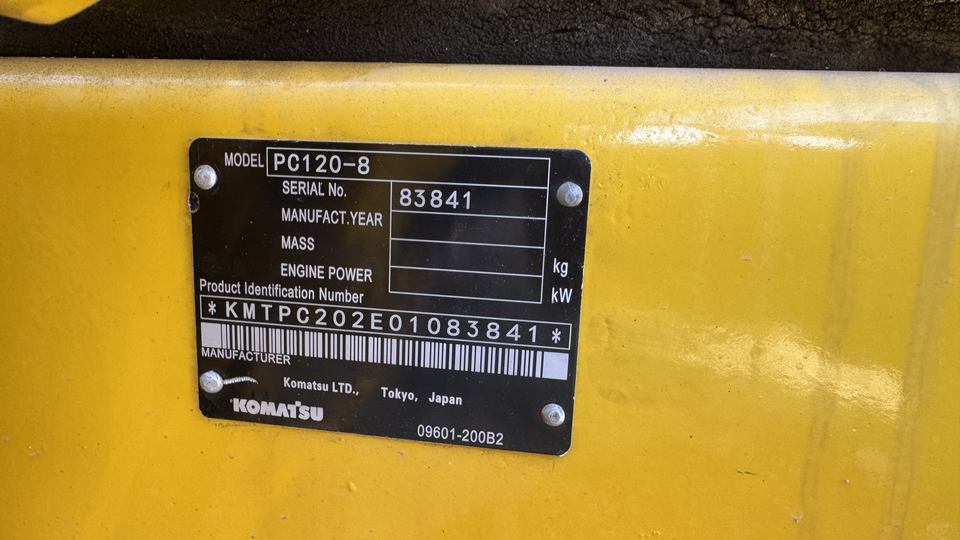 MODEL PC120-8
SERIAL No. 83841
MANUFACT.YEAR
MASS kg
ENGINE POWER kW
Product Identification Number
*KMTPC202E01083841*
MANUFACTURER
Komatsu LTD., Tokyo, Japan
KOMATSU
09601-200B2